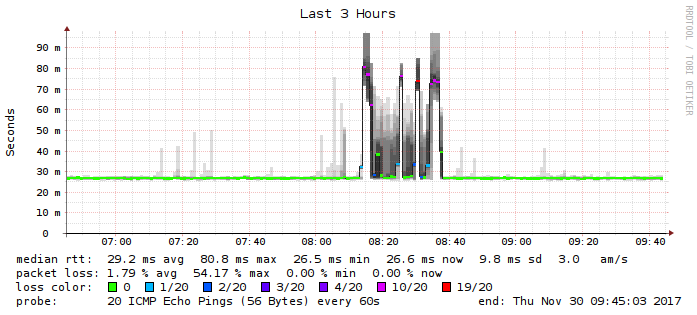 Last 3 Hours
RRDTOOL / TOBI OETIKER
Seconds
90 m
80 m
70 m
60 m
50 m
40 m
30 m
20 m
10 m
0
07:00 07:20 07:40 08:00 08:20 08:40 09:00 09:20 09:40
median rtt: 29.2 ms avg 80.8 ms max 26.5 ms min 26.6 ms now 9.8 ms sd 3.0 am/s
packet loss: 1.79 % avg 54.17 % max 0.00 % min 0.00 % now
loss color: 0 1/20 2/20 3/20 4/20 10/20 19/20
probe: 20 ICMP Echo Pings (56 Bytes) every 60s end: Thu Nov 30 09:45:03 2017